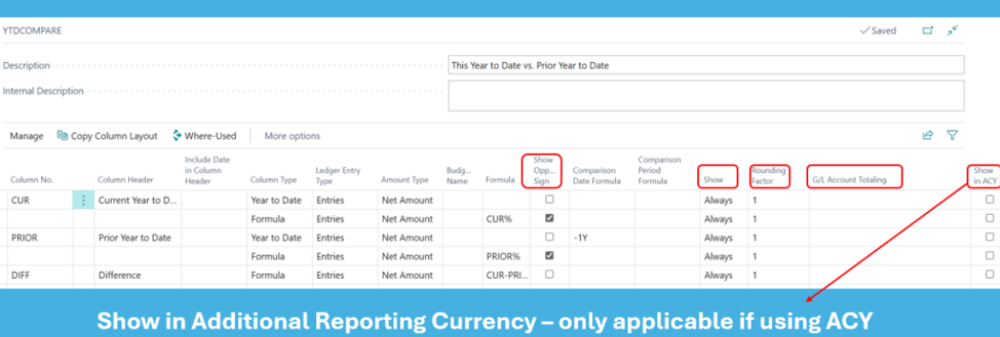 YTDCOMPARE
Saved
Description
This Year to Date vs. Prior Year to Date
Internal Description
Manage Copy Column Layout Where-Used More options
Column No. Column Header Include Date in Column Header Column Type Ledger Entry Type Amount Type Budg... Name Formula Show Opp... Sign Comparison Date Formula Comparison Period Formula Show Rounding Factor G/L Account Totaling Show in ACY
CUR Current Year to D... Year to Date Entries Net Amount Always 1
Formula Entries Net Amount CUR% Always 1
PRIOR Prior Year to Date Year to Date Entries Net Amount -1Y Always 1
Formula Entries Net Amount PRIOR% Always 1
DIFF Difference Formula Entries Net Amount CUR-PRI... Always 1
Show in Additional Reporting Currency – only applicable if using ACY